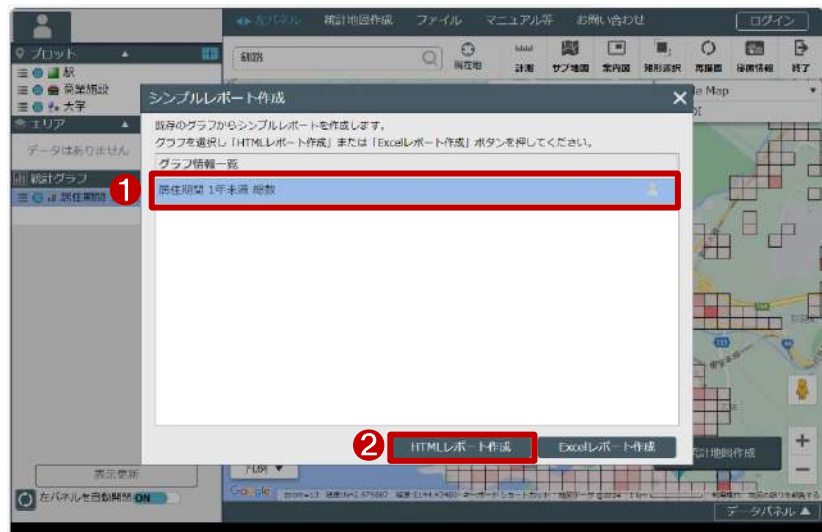 左パネル 統計地図作成 ファイル マニュアル等 お問い合わせ ログイン
プロット
釧路
現在地 計測 サブ地図 案内図 矩形選択 再描画 終了
駅
商業施設
大学
エリア
データはありません
統計グラフ
居住期間
シンプルレポート作成
既存のグラフからシンプルレポートを作成します。
グラフを選択し「HTMLレポート作成」または「Excelレポート作成」ボタンを押してください。
グラフ情報一覧
1
居住期間 1年未満 総数
2
HTMLレポート作成 Excelレポート作成
le Map
統計地図作成
表示更新
凡例
左パネルを自動開閉 ON
Google
データパネル